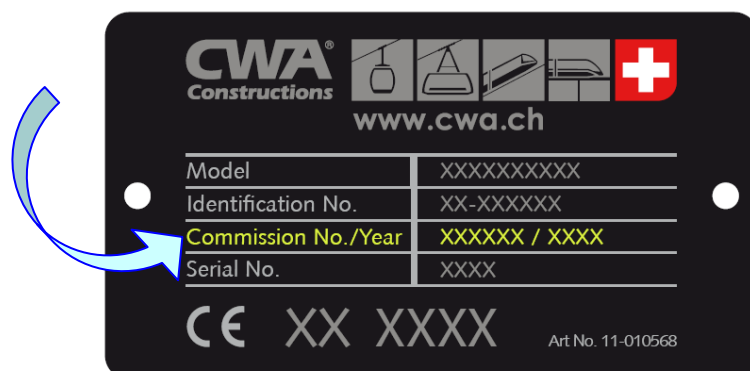 CWA®
Constructions
www.cwa.ch
Model XXXXXXXXXX
Identification No. XX-XXXXXX
Commission No./Year XXXXXX / XXXX
Serial No. XXXX
CE XX XXXX Art No. 11-010568